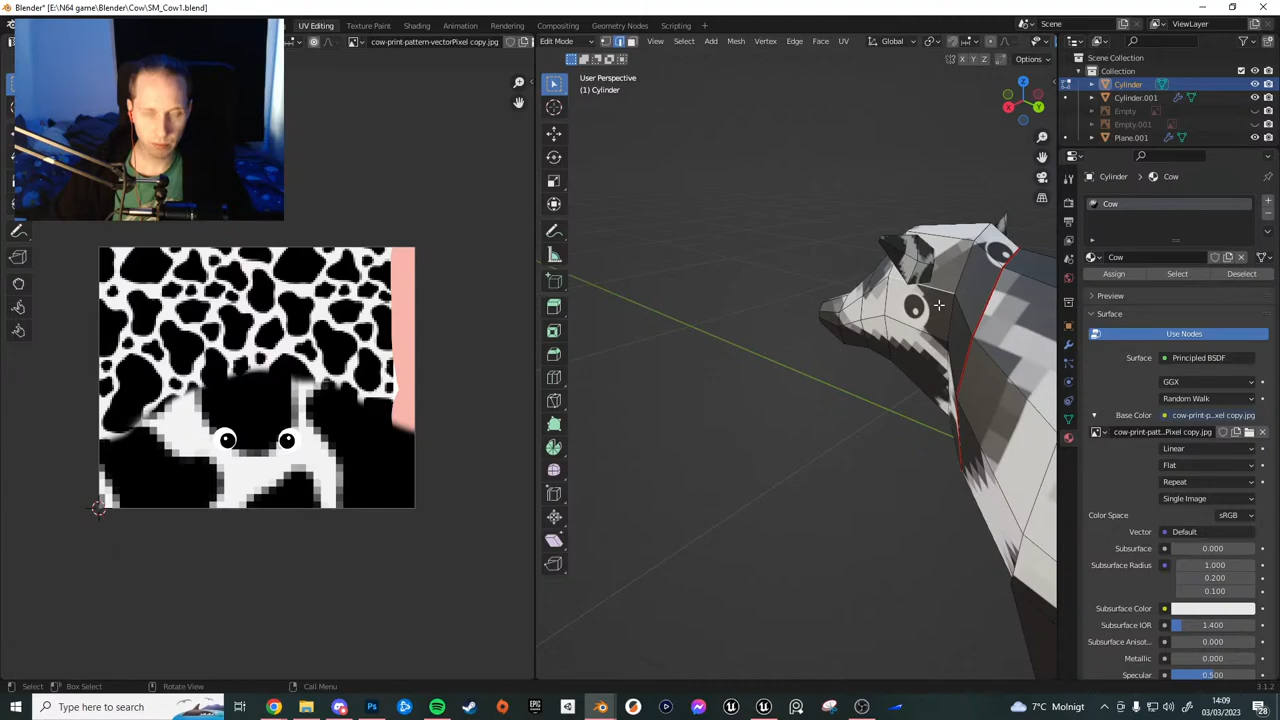 Blender* [E:\N64 game\Blender\Cow\SM_Cow1.blend]
UV Editing Texture Paint Shading Animation Rendering Compositing Geometry Nodes Scripting +
Scene ViewLayer
cow-print-pattern-vectorPixel copy.jpg
Edit Mode View Select Add Mesh Vertex Edge Face UV Global
X Y Z Options
User Perspective
(1) Cylinder
Z
X Y
Scene Collection
Collection
Cylinder
Cylinder.001
Empty
Empty.001
Plane.001
Cylinder > Cow
Cow
Cow
Assign Select Deselect
Preview
Surface
Use Nodes
Surface Principled BSDF
GGX
Random Walk
Base Color cow-print-p...xel copy.jpg
cow-print-patt...Pixel copy.jpg
Linear
Flat
Repeat
Single Image
Color Space sRGB
Vector Default
Subsurface 0.000
Subsurface Radius 1.000
0.200
0.100
Subsurface Color
Subsurface IOR 1.400
Subsurface Anisot... 0.000
Metallic 0.000
Specular 0.500
Select Box Select Rotate View Call Menu
3.1.2
Type here to search
7°C Molnigt
14:09
03/03/2023
28